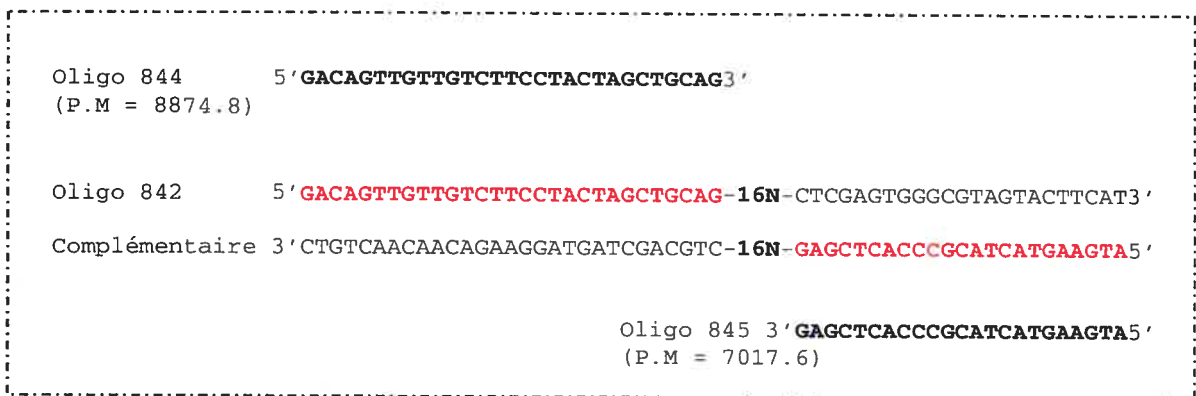 Oligo 844 5'GACAGTTGTTGTCTTCCTACTAGCTGCAG3'
(P.M = 8874.8)
Oligo 842 5'GACAGTTGTTGTCTTCCTACTAGCTGCAG-16N-CTCGAGTGGGCGTAGTACTTCAT3'
Complémentaire 3'CTGTCAACAACAGAAGGATGATCGACGTC-16N-GAGCTCACCCGCATCATGAAGTA5'
Oligo 845 3'GAGCTCACCCGCATCATGAAGTA5'
(P.M = 7017.6)